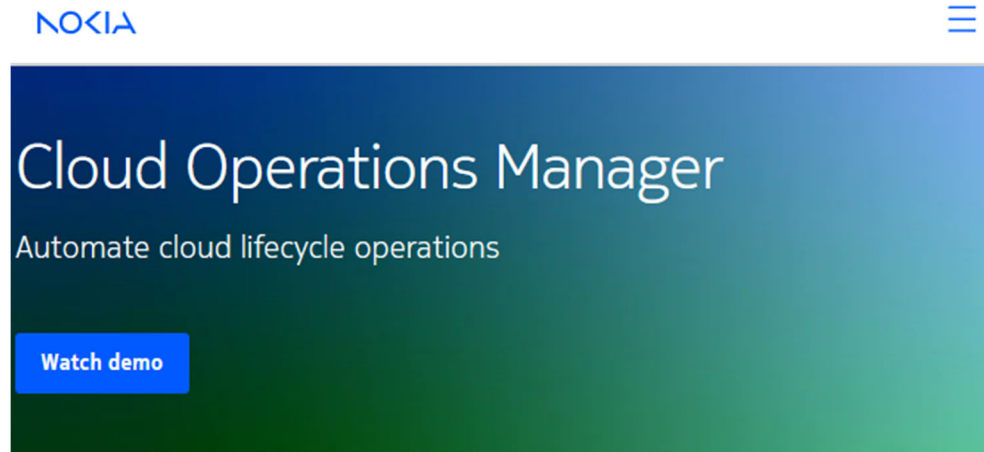 NOKIA
Cloud Operations Manager
Automate cloud lifecycle operations
Watch demo